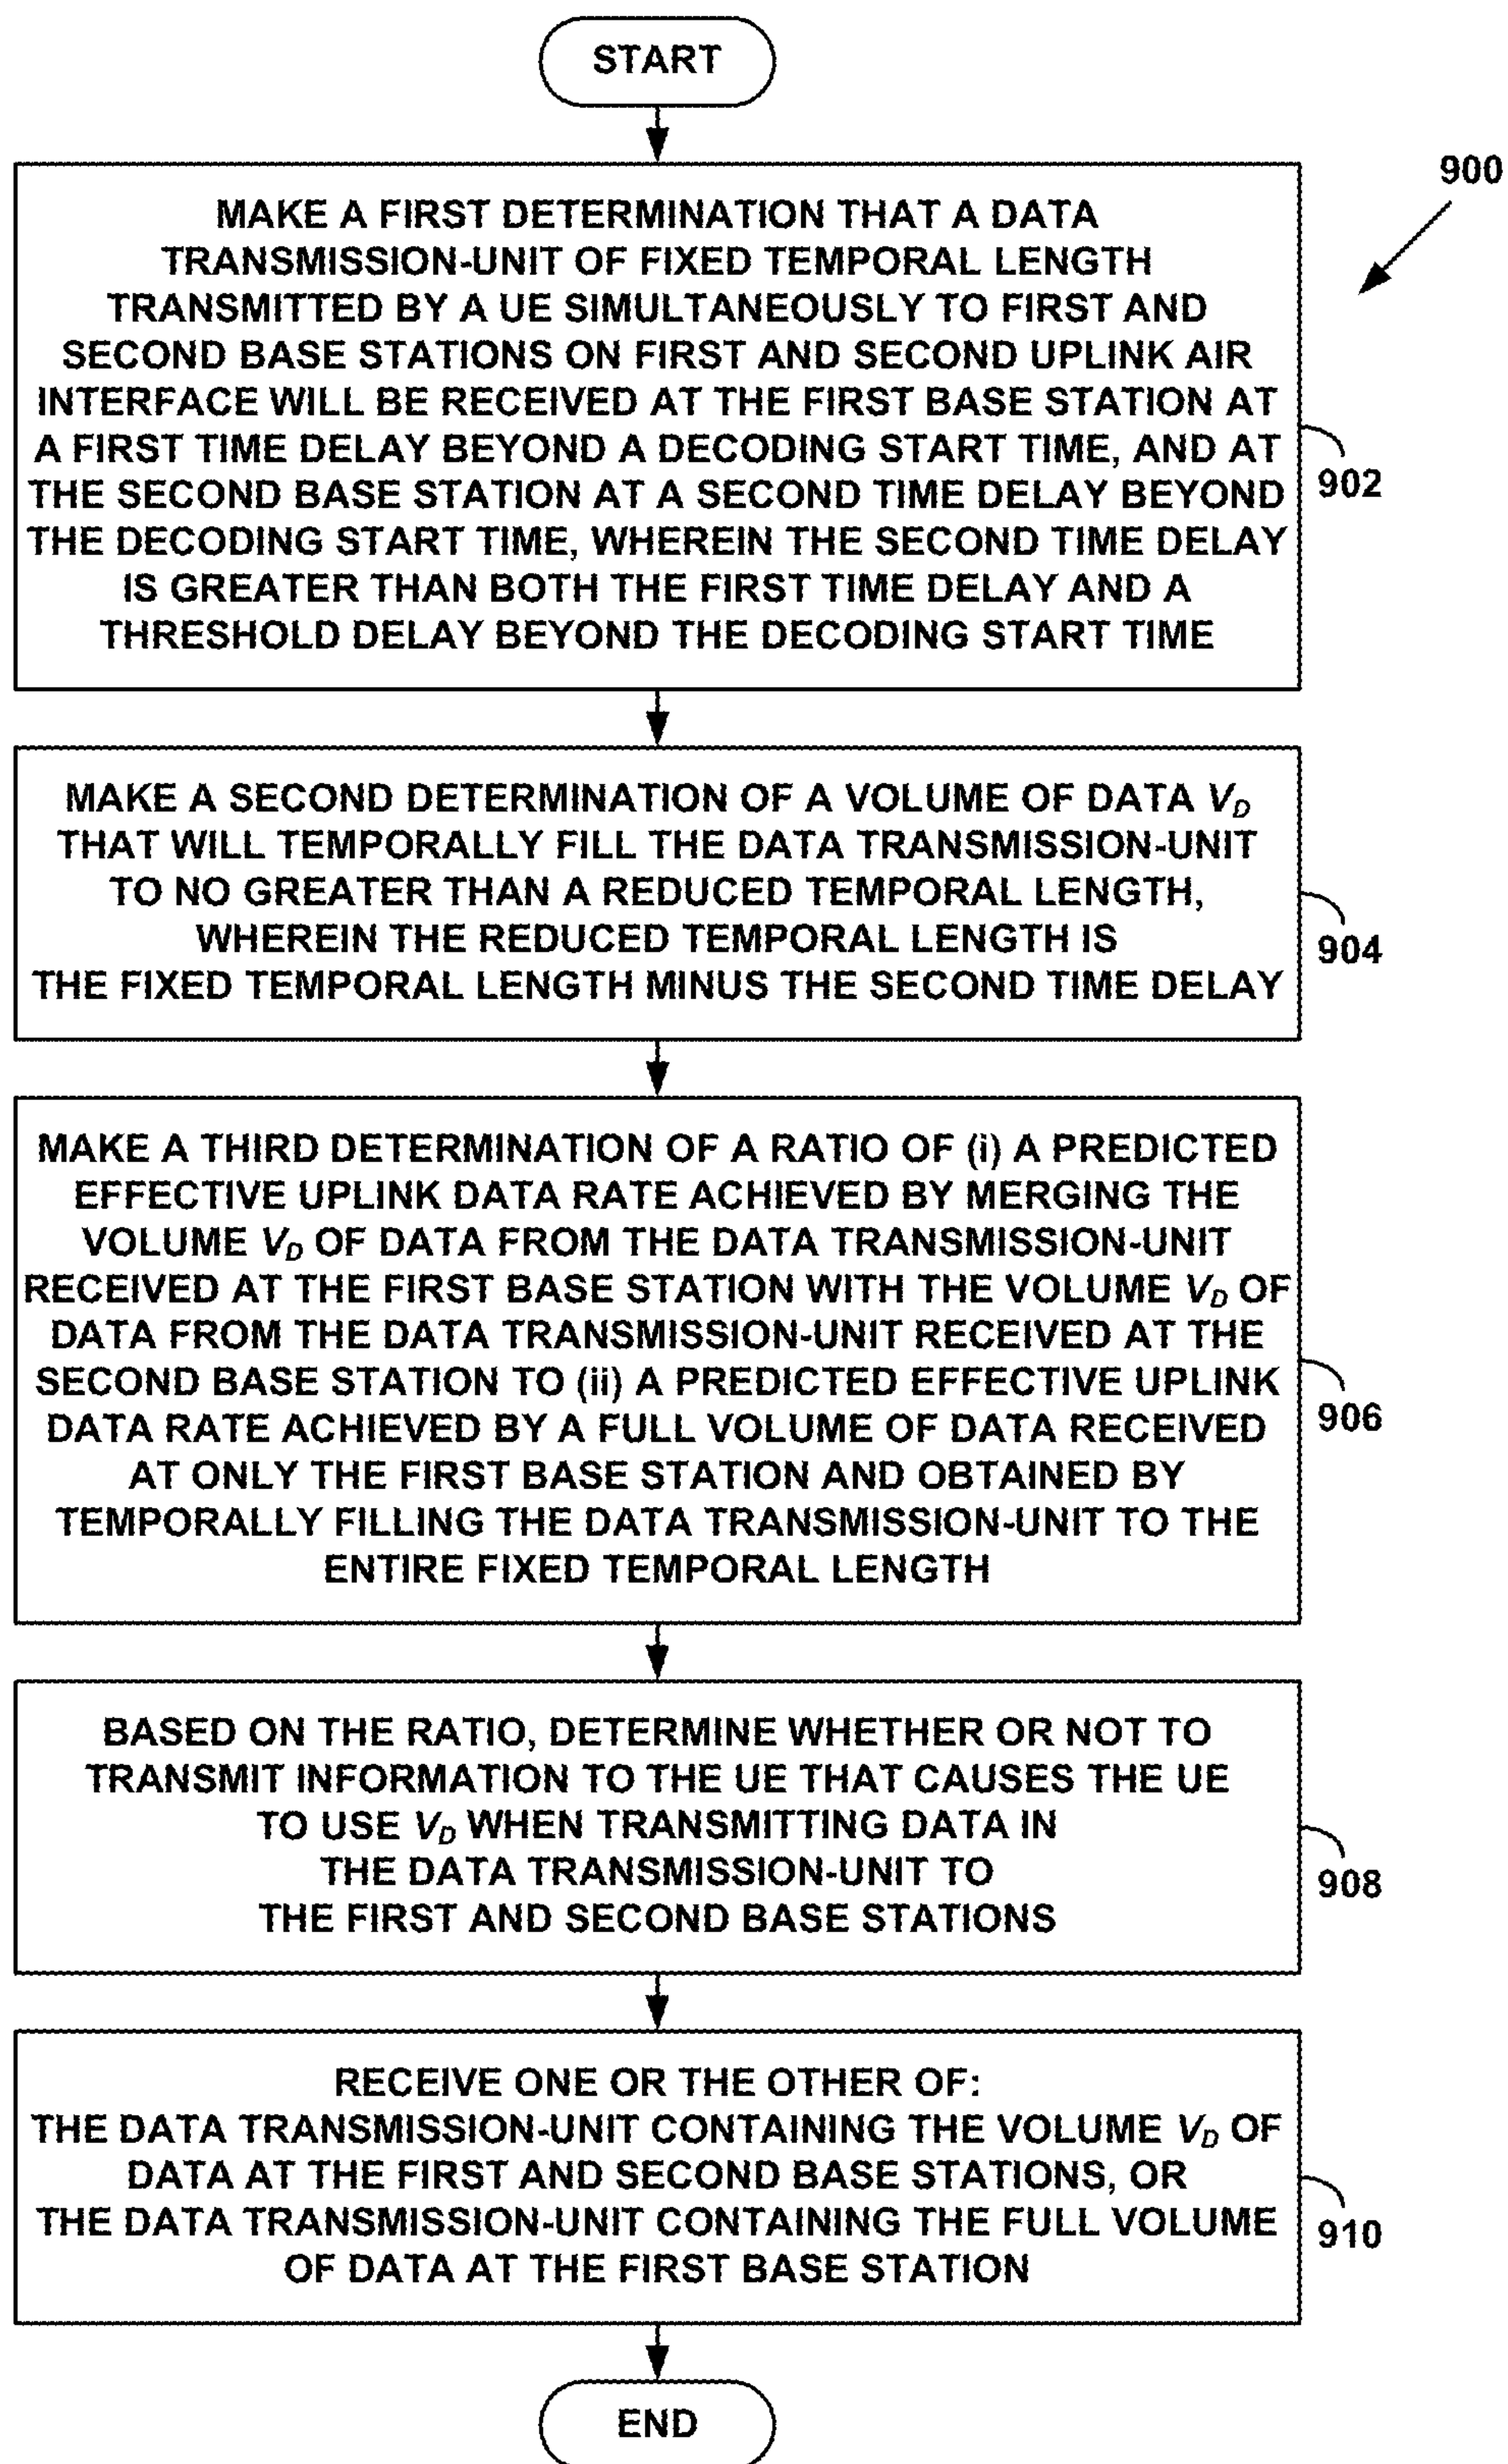 START
900
MAKE A FIRST DETERMINATION THAT A DATA
TRANSMISSION-UNIT OF FIXED TEMPORAL LENGTH
TRANSMITTED BY A UE SIMULTANEOUSLY TO FIRST AND
SECOND BASE STATIONS ON FIRST AND SECOND UPLINK AIR
INTERFACE WILL BE RECEIVED AT THE FIRST BASE STATION AT
A FIRST TIME DELAY BEYOND A DECODING START TIME, AND AT
THE SECOND BASE STATION AT A SECOND TIME DELAY BEYOND
THE DECODING START TIME, WHEREIN THE SECOND TIME DELAY
IS GREATER THAN BOTH THE FIRST TIME DELAY AND A
THRESHOLD DELAY BEYOND THE DECODING START TIME
902
MAKE A SECOND DETERMINATION OF A VOLUME OF DATA V_D
THAT WILL TEMPORALLY FILL THE DATA TRANSMISSION-UNIT
TO NO GREATER THAN A REDUCED TEMPORAL LENGTH,
WHEREIN THE REDUCED TEMPORAL LENGTH IS
THE FIXED TEMPORAL LENGTH MINUS THE SECOND TIME DELAY
904
MAKE A THIRD DETERMINATION OF A RATIO OF (i) A PREDICTED
EFFECTIVE UPLINK DATA RATE ACHIEVED BY MERGING THE
VOLUME V_D OF DATA FROM THE DATA TRANSMISSION-UNIT
RECEIVED AT THE FIRST BASE STATION WITH THE VOLUME V_D OF
DATA FROM THE DATA TRANSMISSION-UNIT RECEIVED AT THE
SECOND BASE STATION TO (ii) A PREDICTED EFFECTIVE UPLINK
DATA RATE ACHIEVED BY A FULL VOLUME OF DATA RECEIVED
AT ONLY THE FIRST BASE STATION AND OBTAINED BY
TEMPORALLY FILLING THE DATA TRANSMISSION-UNIT TO THE
ENTIRE FIXED TEMPORAL LENGTH
906
BASED ON THE RATIO, DETERMINE WHETHER OR NOT TO
TRANSMIT INFORMATION TO THE UE THAT CAUSES THE UE
TO USE V_D WHEN TRANSMITTING DATA IN
THE DATA TRANSMISSION-UNIT TO
THE FIRST AND SECOND BASE STATIONS
908
RECEIVE ONE OR THE OTHER OF:
THE DATA TRANSMISSION-UNIT CONTAINING THE VOLUME V_D OF
DATA AT THE FIRST AND SECOND BASE STATIONS, OR
THE DATA TRANSMISSION-UNIT CONTAINING THE FULL VOLUME
OF DATA AT THE FIRST BASE STATION
910
END